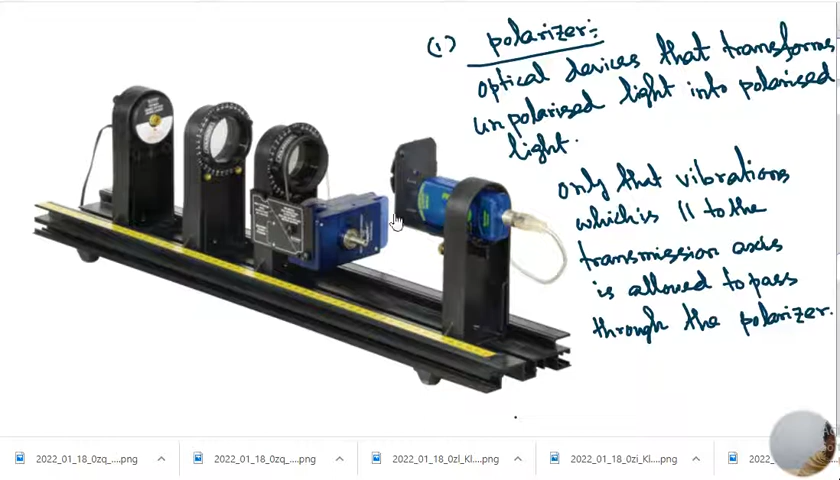 (1) polarizer:-
optical devices that transforms
unpolarised light into polarised
light.
only that vibrations
which is || to the
transmission axis
is allowed to pass
through the polarizer.
2022_01_18_0zq_....png
2022_01_18_0zq_....png
2022_01_18_0zl_Kl....png
2022_01_18_0zi_Kl....png
2022_01_18_0z